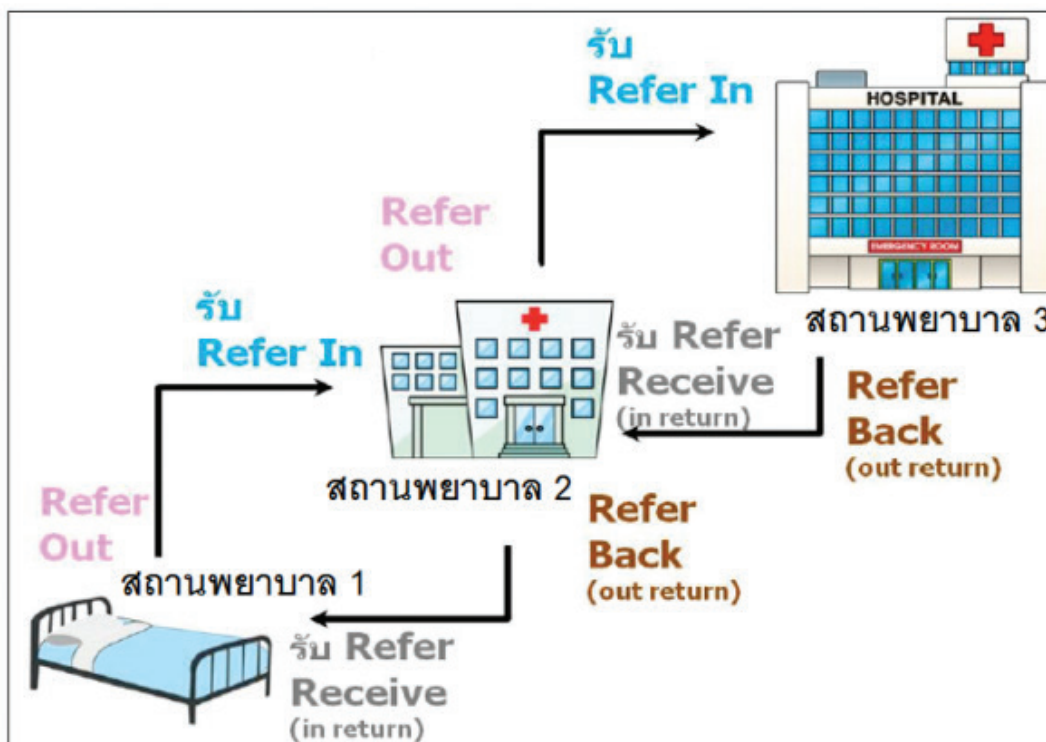 รับ
Refer In
HOSPITAL
EMERGENCY ROOM
สถานพยาบาล 3
Refer
Out
รับ
Refer In
รับ Refer
Receive
(in return)
Refer
Back
(out return)
สถานพยาบาล 2
Refer
Out
Refer
Back
(out return)
สถานพยาบาล 1
รับ Refer
Receive
(in return)